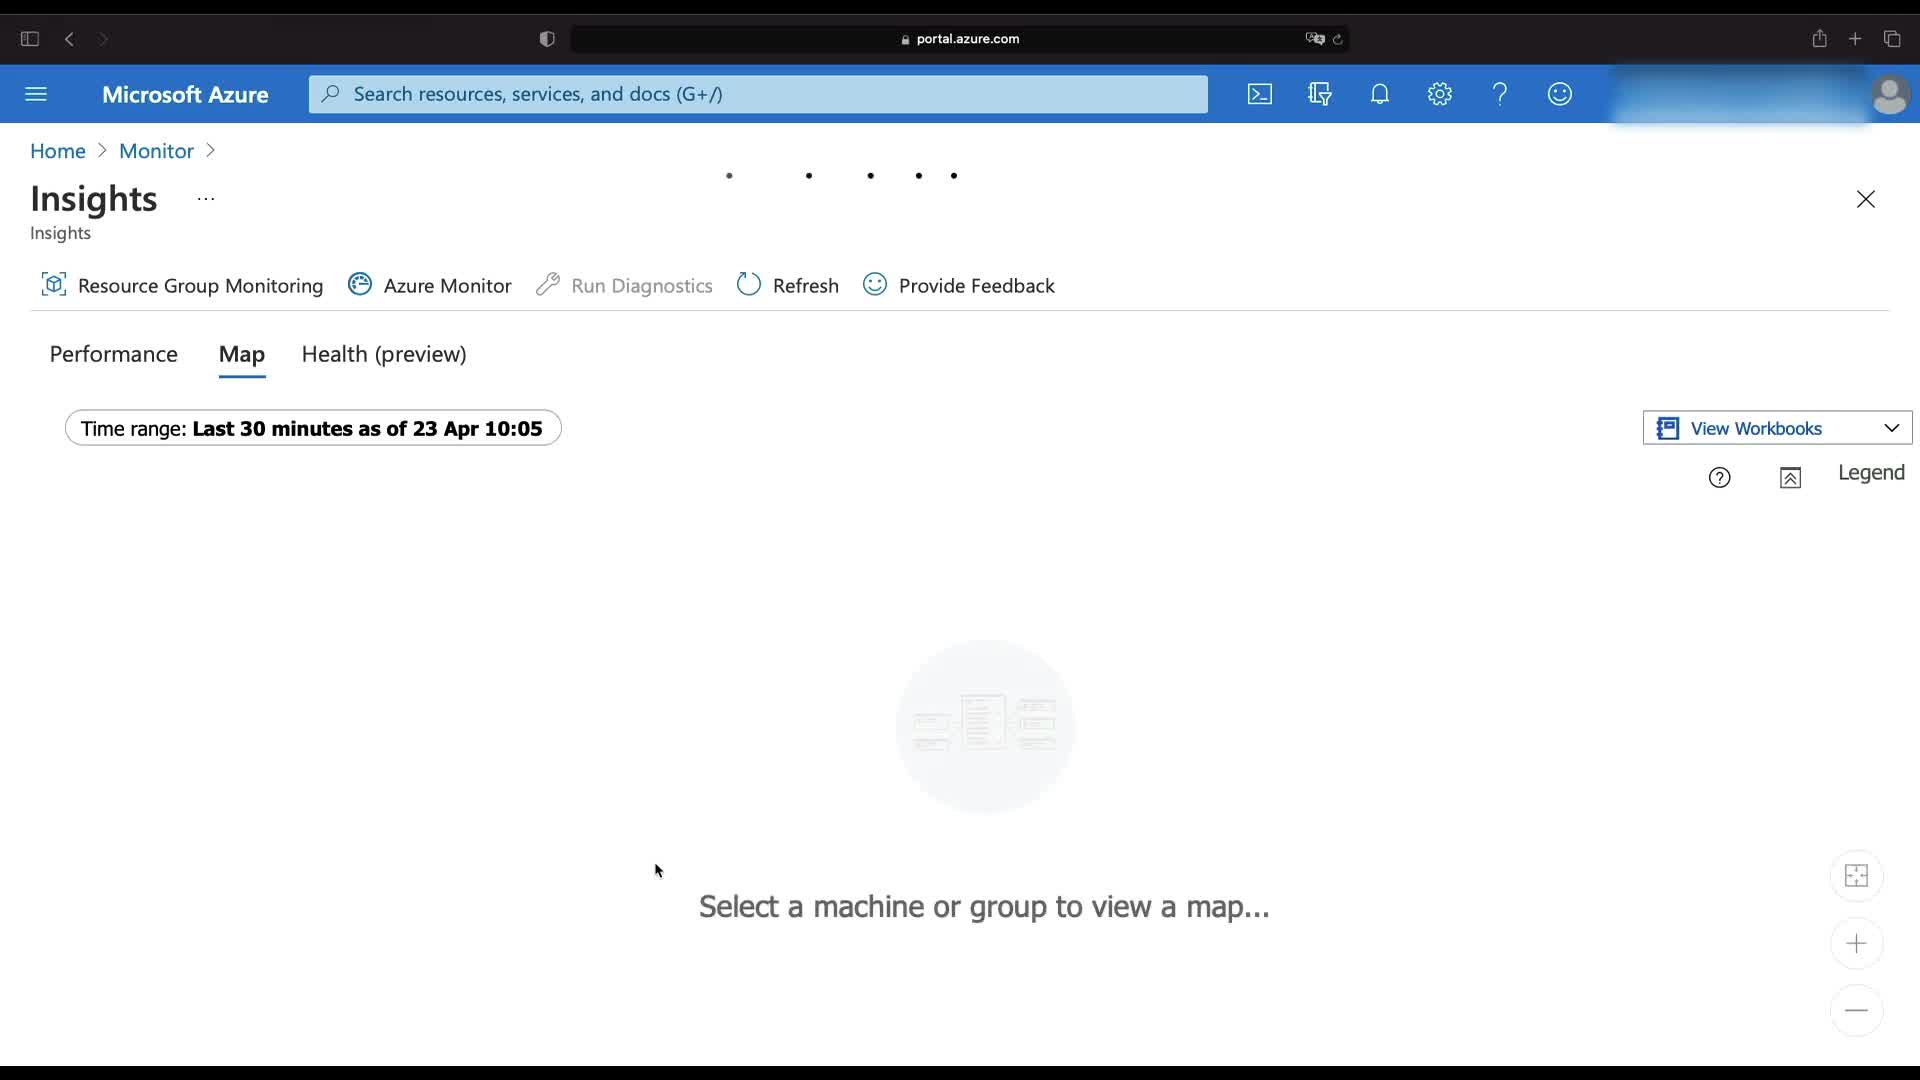 portal.azure.com
Microsoft Azure
Search resources, services, and docs (G+/)
Home > Monitor >
Insights ...
Insights
Resource Group Monitoring
Azure Monitor
Run Diagnostics
Refresh
Provide Feedback
Performance
Map
Health (preview)
Time range: Last 30 minutes as of 23 Apr 10:05
View Workbooks
Legend
Select a machine or group to view a map...